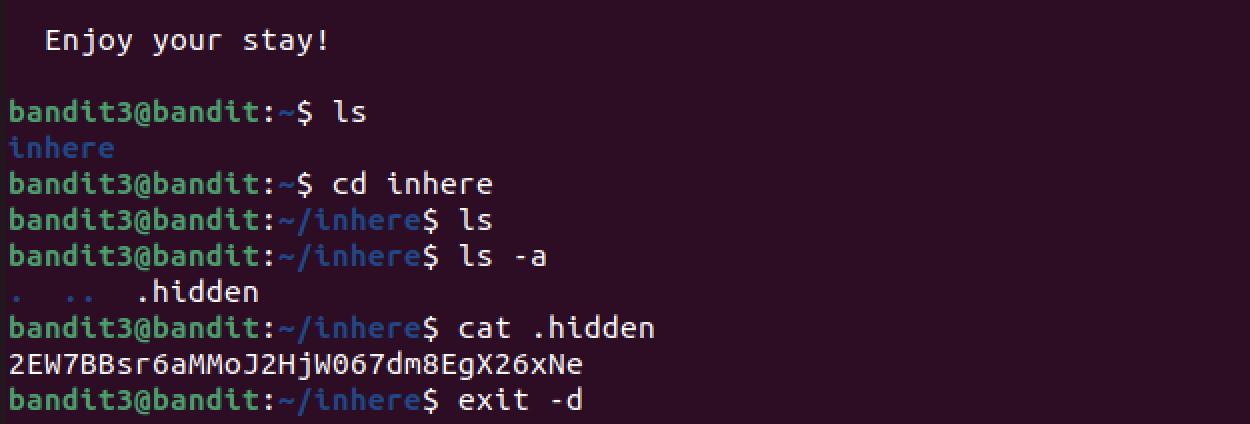 Enjoy your stay!
bandit3@bandit:~$ ls
inhere
bandit3@bandit:~$ cd inhere
bandit3@bandit:~/inhere$ ls
bandit3@bandit:~/inhere$ ls -a
.  ..  .hidden
bandit3@bandit:~/inhere$ cat .hidden
2EW7BBsr6aMMoJ2HjW067dm8EgX26xNe
bandit3@bandit:~/inhere$ exit -d